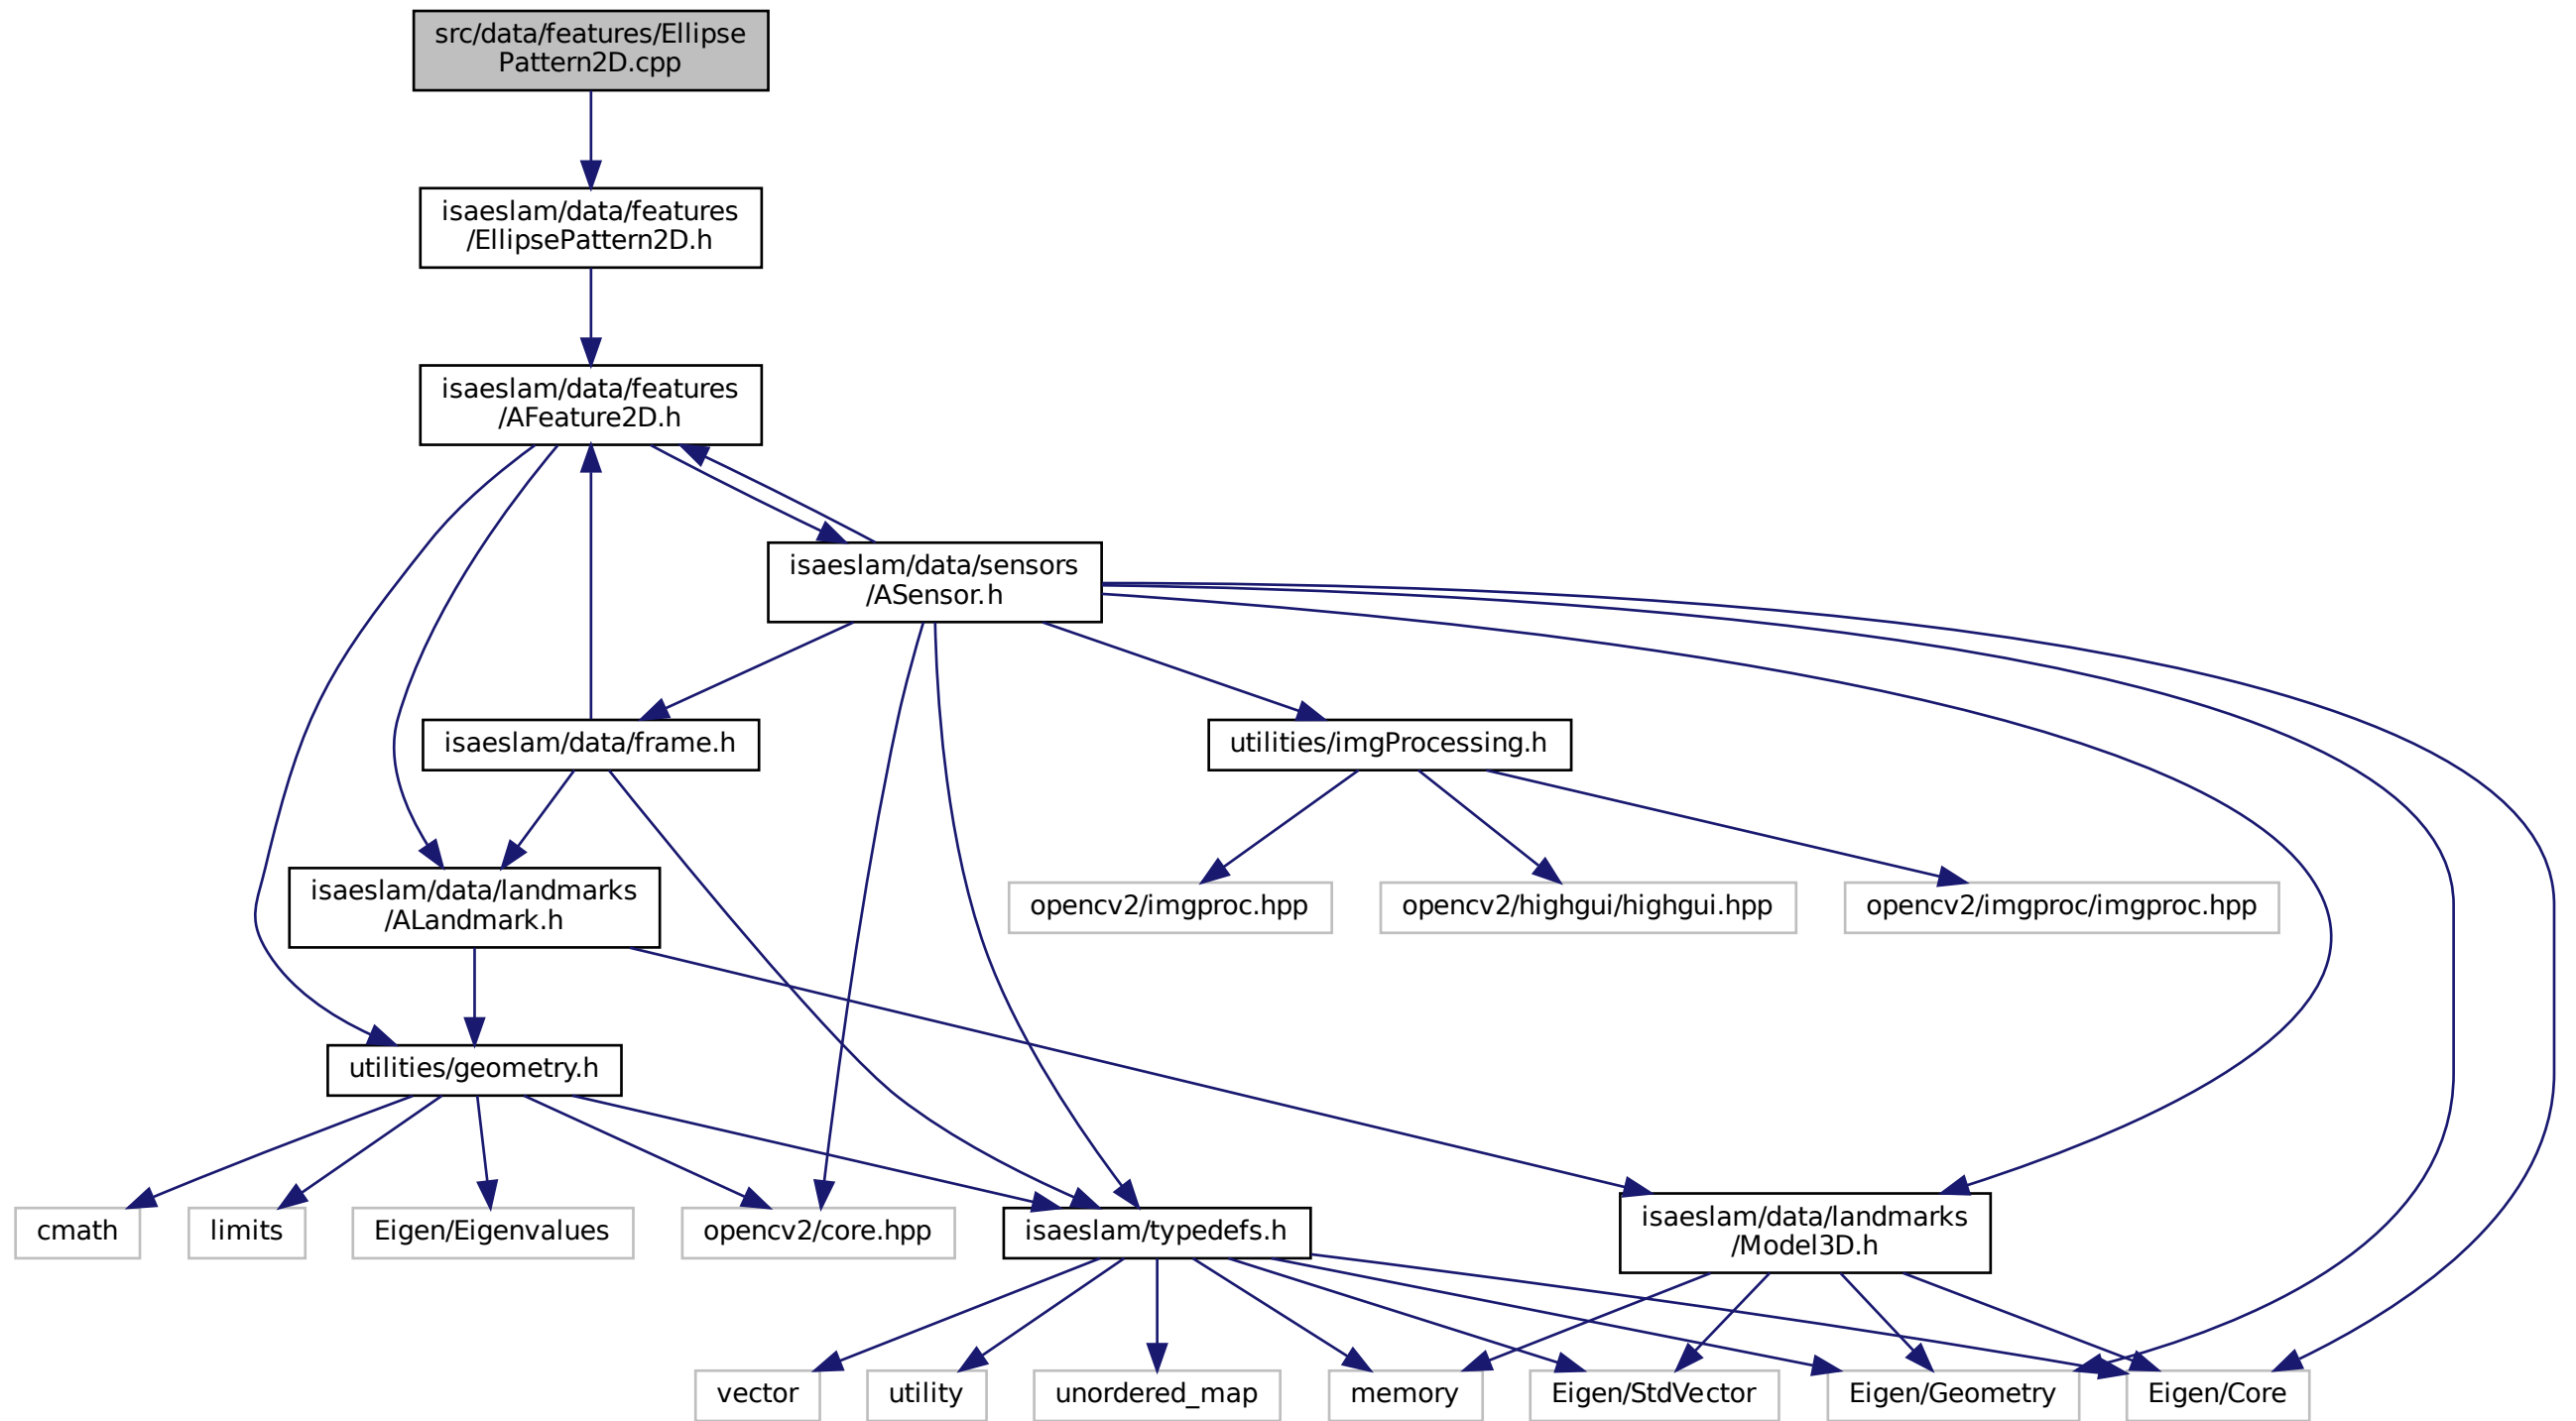 src/data/features/Ellipse
Pattern2D.cpp
isaeslam/data/features
/EllipsePattern2D.h
isaeslam/data/features
/AFeature2D.h
isaeslam/data/sensors
/ASensor.h
isaeslam/data/frame.h
utilities/imgProcessing.h
isaeslam/data/landmarks
/ALandmark.h
opencv2/imgproc.hpp
opencv2/highgui/highgui.hpp
opencv2/imgproc/imgproc.hpp
utilities/geometry.h
cmath
limits
Eigen/Eigenvalues
opencv2/core.hpp
isaeslam/typedefs.h
isaeslam/data/landmarks
/Model3D.h
vector
utility
unordered_map
memory
Eigen/StdVector
Eigen/Geometry
Eigen/Core